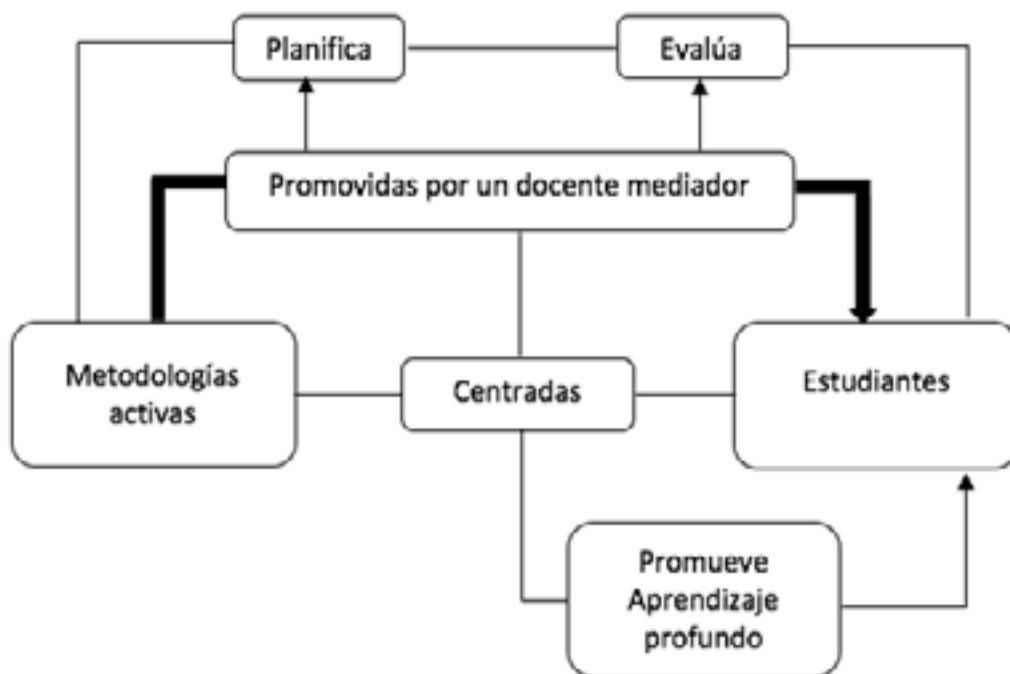 Planifica
Evalúa
Promovidas por un docente mediador
Metodologías
activas
Centradas
Estudiantes
Promueve
Aprendizaje
profundo